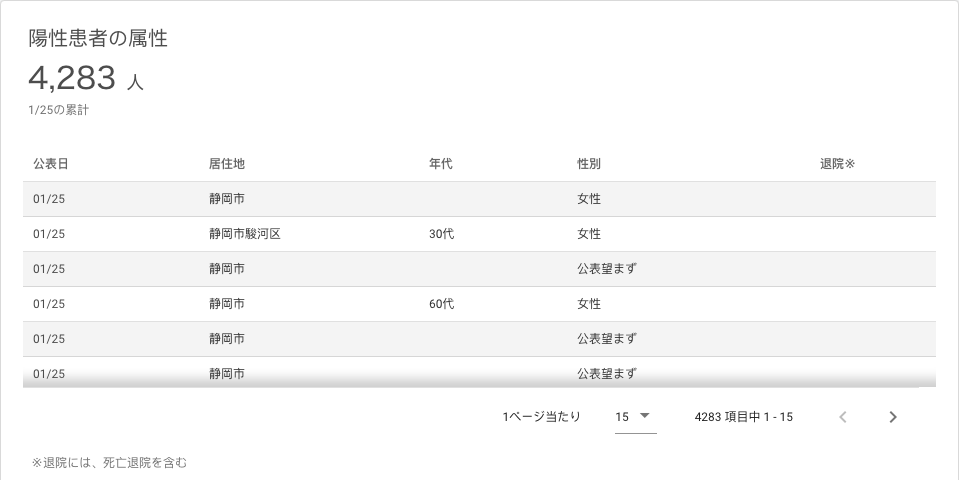 陽性患者の属性
4,283 人
1/25の累計
公表日 居住地 年代 性別 退院※
01/25 静岡市 女性
01/25 静岡市駿河区 30代 女性
01/25 静岡市 公表望まず
01/25 静岡市 60代 女性
01/25 静岡市 公表望まず
01/25 静岡市 公表望まず
1ページ当たり 15 4283 項目中 1 - 15
※退院には、死亡退院を含む